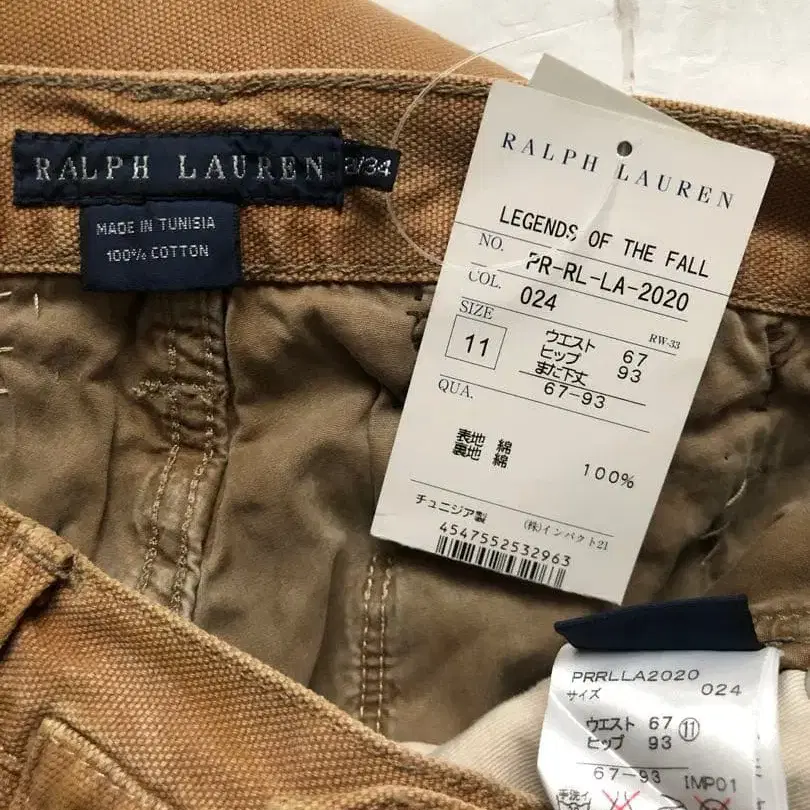 RALPH LAUREN
MADE IN TUNISIA
100% COTTON
RALPH LAUREN
LEGENDS OF THE FALL
NO. PR-RL-LA-2020
COL. 024
SIZE RW-33
11
ウエスト 67
ヒップ 93
また下丈
67-93
QUA.
表地 綿
裏地 綿 100%
チュニジア製 (株)インパクト21
4547552532963
PRRLLA2020
サイズ 024
ウエスト 67 ⑪
ヒップ 93
67-93 IMP01
手洗イ